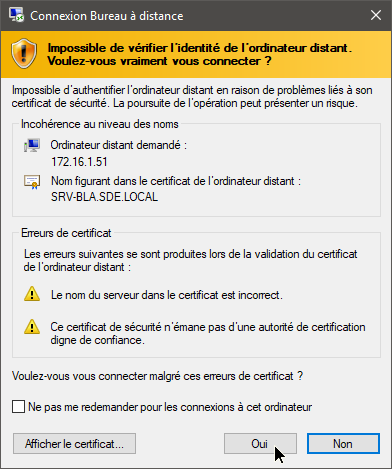 Connexion Bureau à distance
Impossible de vérifier l'identité de l'ordinateur distant.
Voulez-vous vraiment vous connecter ?
Impossible d'authentifier l'ordinateur distant en raison de problèmes liés à son
certificat de sécurité. La poursuite de l'opération peut présenter un risque.
Incohérence au niveau des noms
Ordinateur distant demandé :
172.16.1.51
Nom figurant dans le certificat de l'ordinateur distant :
SRV-BLA.SDE.LOCAL
Erreurs de certificat
Les erreurs suivantes se sont produites lors de la validation du certificat
de l'ordinateur distant :
Le nom du serveur dans le certificat est incorrect.
Ce certificat de sécurité n'émane pas d'une autorité de certification
digne de confiance.
Voulez-vous vous connecter malgré ces erreurs de certificat ?
Ne pas me redemander pour les connexions à cet ordinateur
Afficher le certificat...
Oui
Non